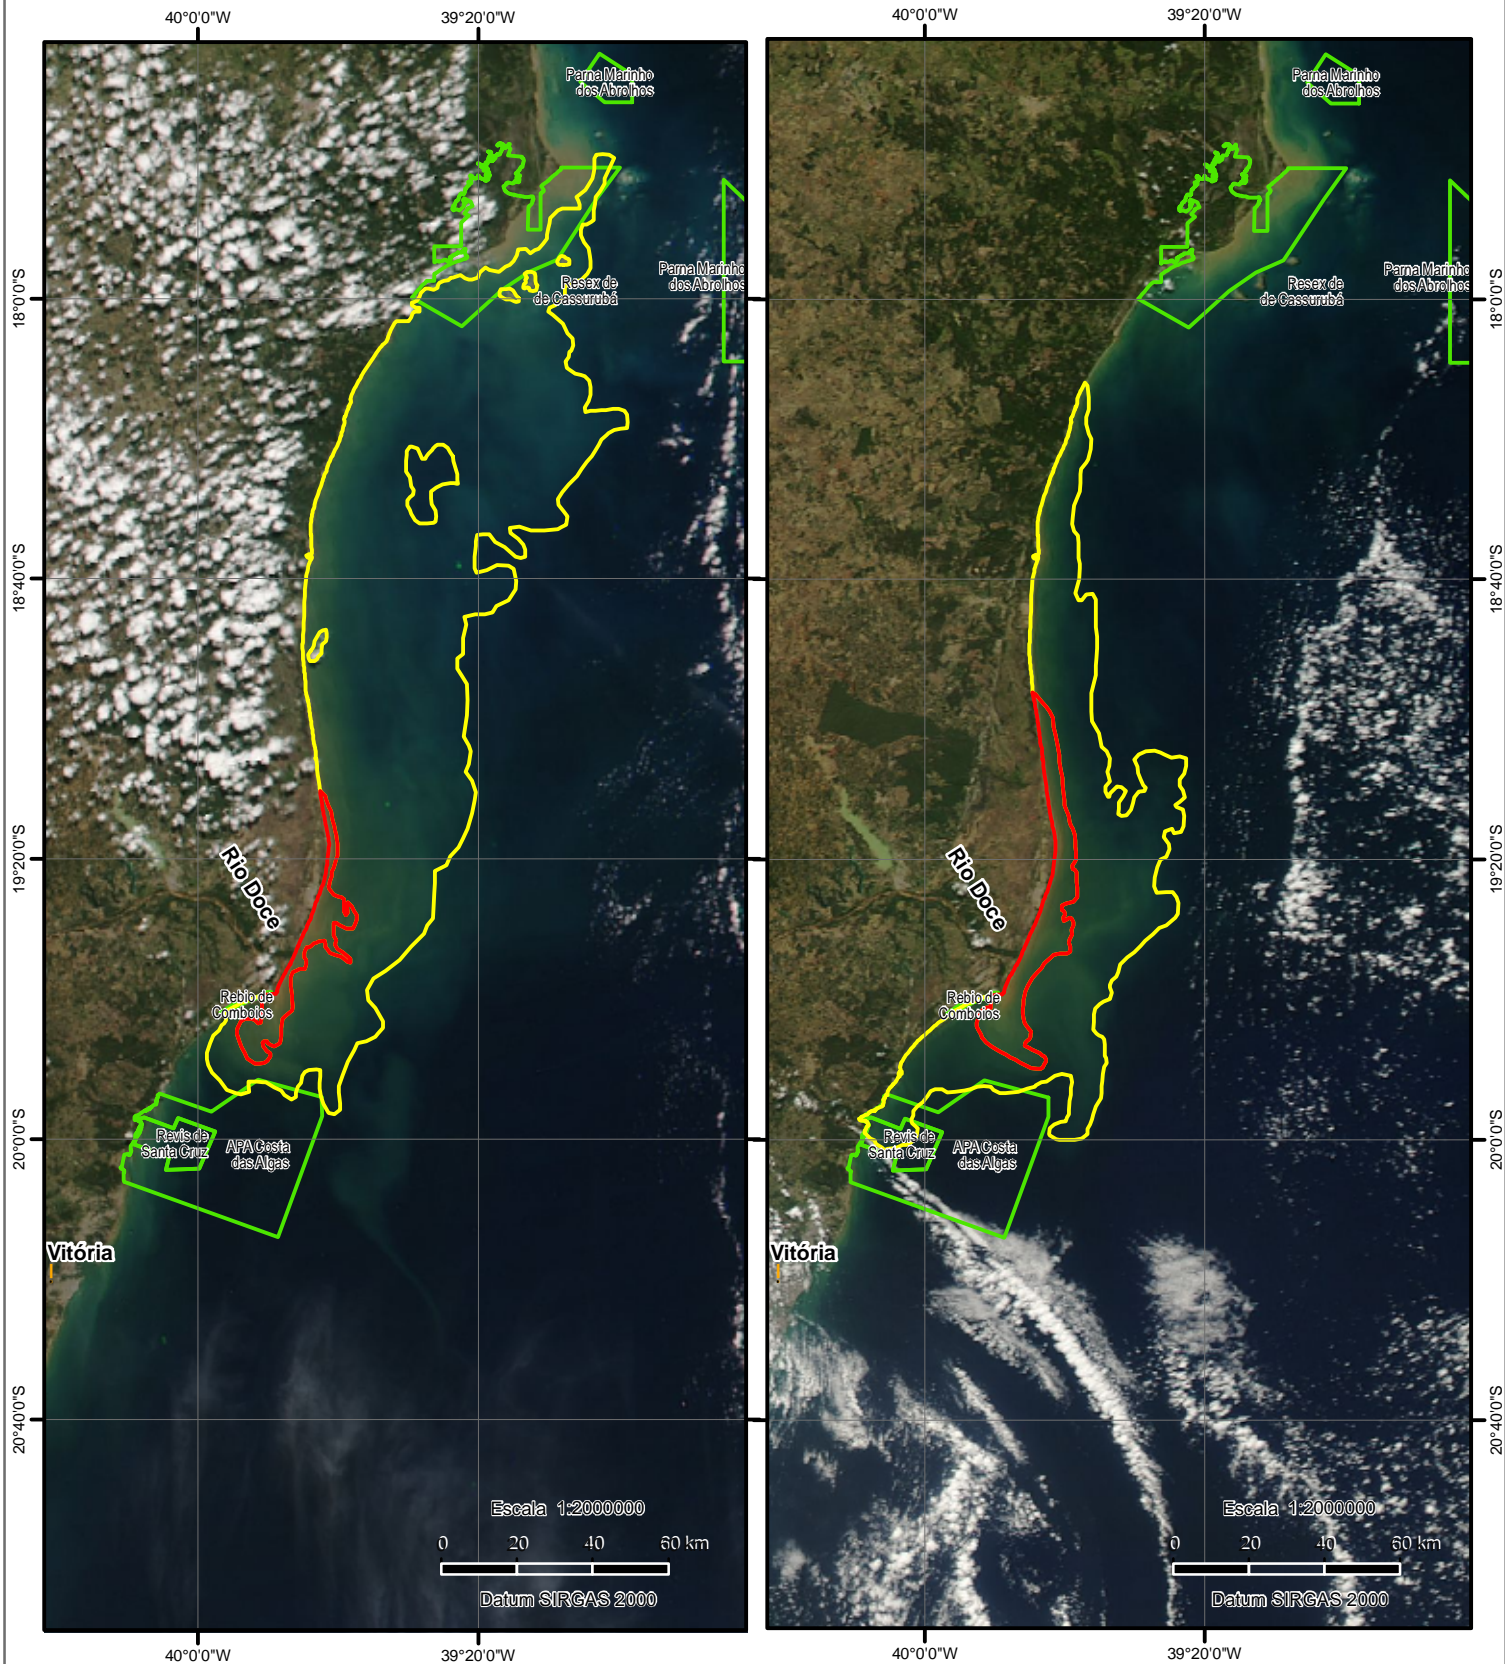 40°0'0"W 39°20'0"W
Parna Marinho
dos Abrolhos
Parna Marinho
dos Abrolhos
Resex de
de Cassurubá
18°0'0"S
18°40'0"S
19°20'0"S
Rio Doce
Rebio de
Comboios
20°0'0"S
Revis de
Santa Cruz
APA Costa
das Algas
Vitória
20°40'0"S
Escala 1:2000000
0 20 40 60 km
Datum SIRGAS 2000
40°0'0"W 39°20'0"W
40°0'0"W 39°20'0"W
Parna Marinho
dos Abrolhos
Parna Marinho
dos Abrolhos
Resex de
de Cassurubá
18°0'0"S
18°40'0"S
19°20'0"S
Rio Doce
Rebio de
Comboios
20°0'0"S
Revis de
Santa Cruz
APA Costa
das Algas
Vitória
20°40'0"S
Escala 1:2000000
0 20 40 60 km
Datum SIRGAS 2000
40°0'0"W 39°20'0"W